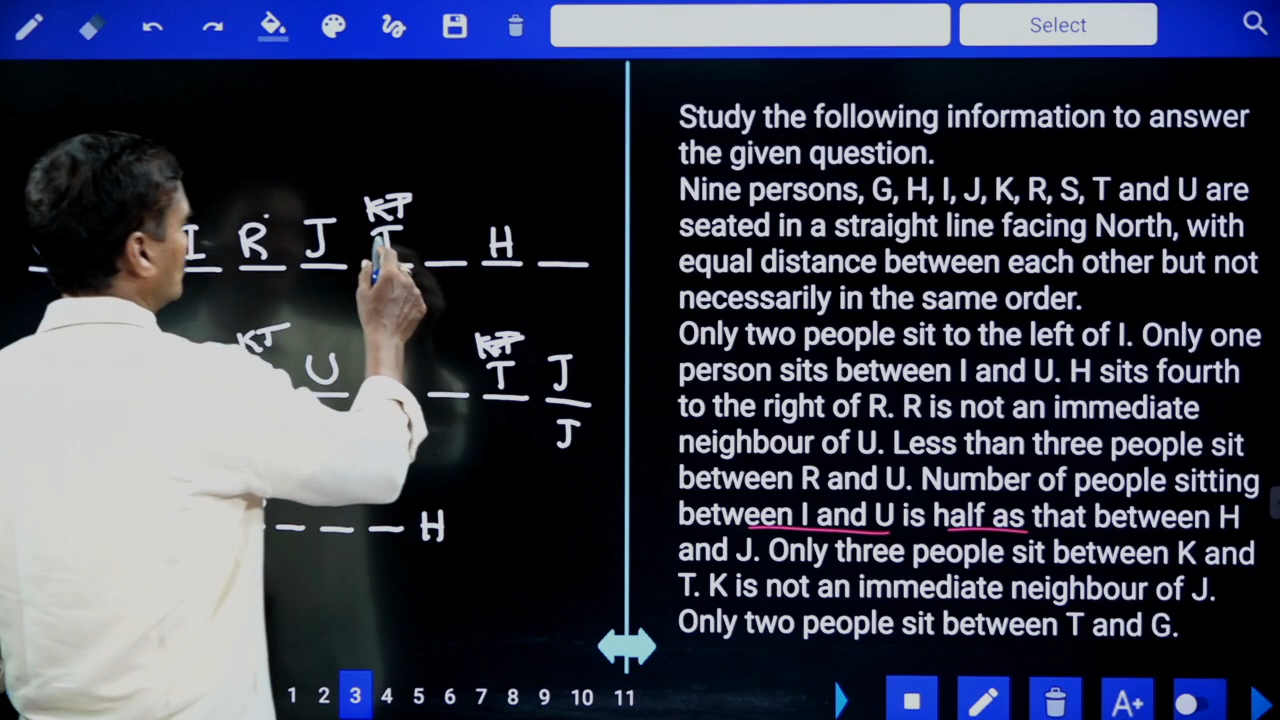 Select
Study the following information to answer
the given question.
Nine persons, G, H, I, J, K, R, S, T and U are
seated in a straight line facing North, with
equal distance between each other but not
necessarily in the same order.
Only two people sit to the left of I. Only one
person sits between I and U. H sits fourth
to the right of R. R is not an immediate
neighbour of U. Less than three people sit
between R and U. Number of people sitting
between I and U is half as that between H
and J. Only three people sit between K and
T. K is not an immediate neighbour of J.
Only two people sit between T and G.
I R J T H
U T J
J
H
1 2 3 4 5 6 7 8 9 10 11
A+